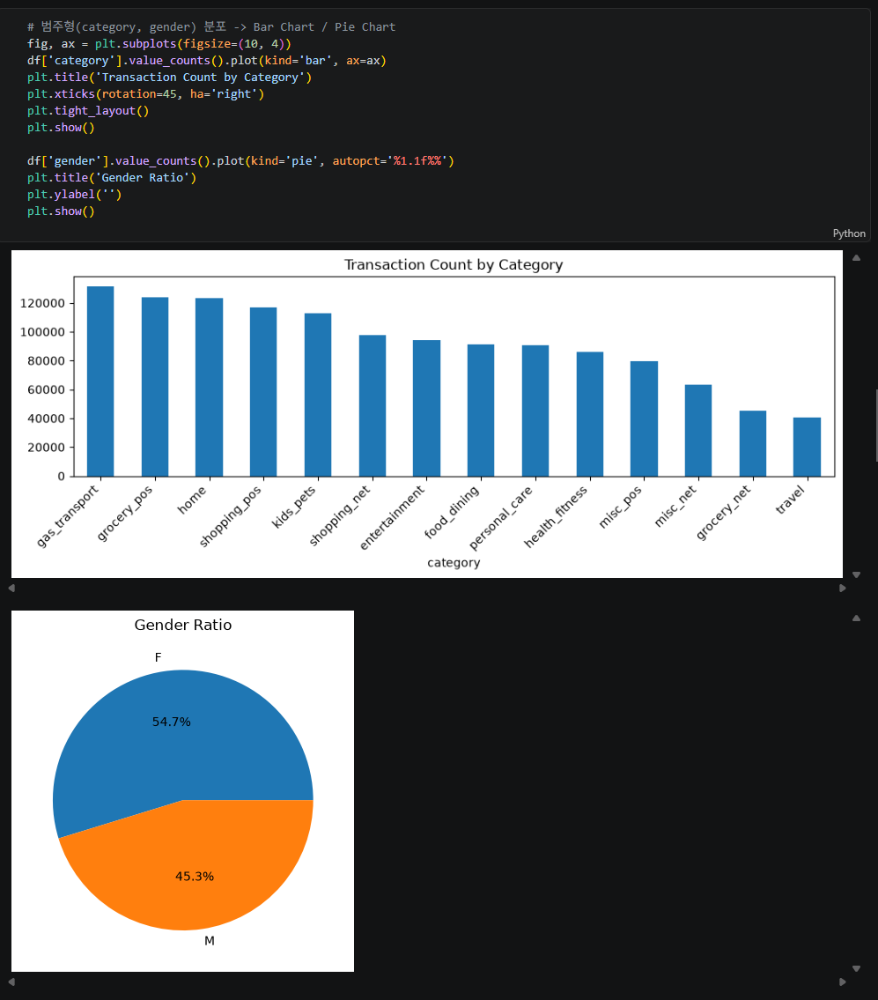 # 범주형(category, gender) 분포 -> Bar Chart / Pie Chart
fig, ax = plt.subplots(figsize=(10, 4))
df['category'].value_counts().plot(kind='bar', ax=ax)
plt.title('Transaction Count by Category')
plt.xticks(rotation=45, ha='right')
plt.tight_layout()
plt.show()
df['gender'].value_counts().plot(kind='pie', autopct='%1.1f%%')
plt.title('Gender Ratio')
plt.ylabel('')
plt.show()
Python
Transaction Count by Category
120000
100000
80000
60000
40000
20000
0
gas_transport
grocery_pos
home
shopping_pos
kids_pets
shopping_net
entertainment
food_dining
personal_care
health_fitness
misc_pos
misc_net
grocery_net
travel
category
Gender Ratio
F
54.7%
45.3%
M